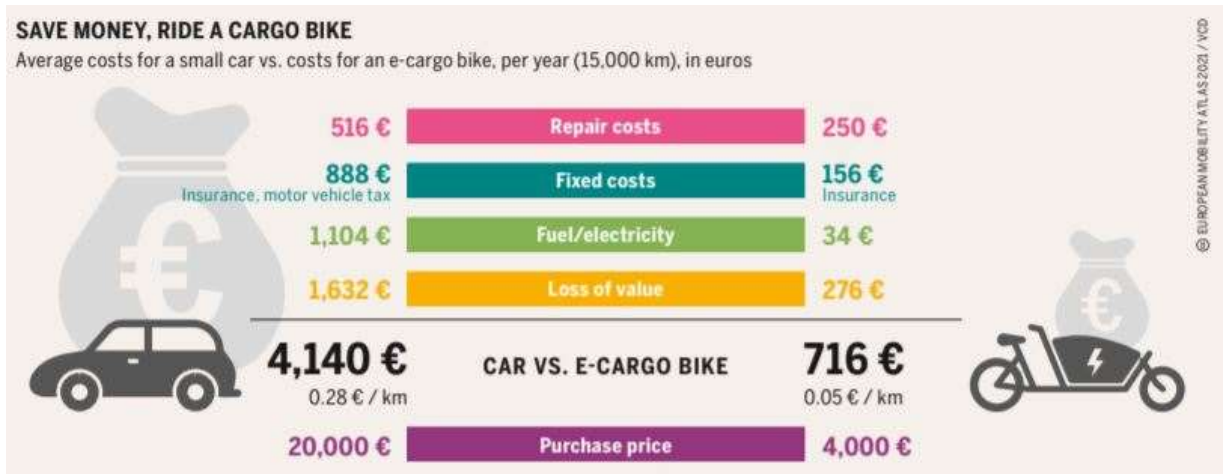 SAVE MONEY, RIDE A CARGO BIKE
Average costs for a small car vs. costs for an e-cargo bike, per year (15,000 km), in euros
516 € Repair costs 250 €
888 € Fixed costs 156 €
Insurance, motor vehicle tax Insurance
1,104 € Fuel/electricity 34 €
1,632 € Loss of value 276 €
€
€
4,140 € CAR VS. E-CARGO BIKE 716 €
0.28 € / km 0.05 € / km
20,000 € Purchase price 4,000 €
© EUROPEAN MOBILITY ATLAS 2021 / VCD